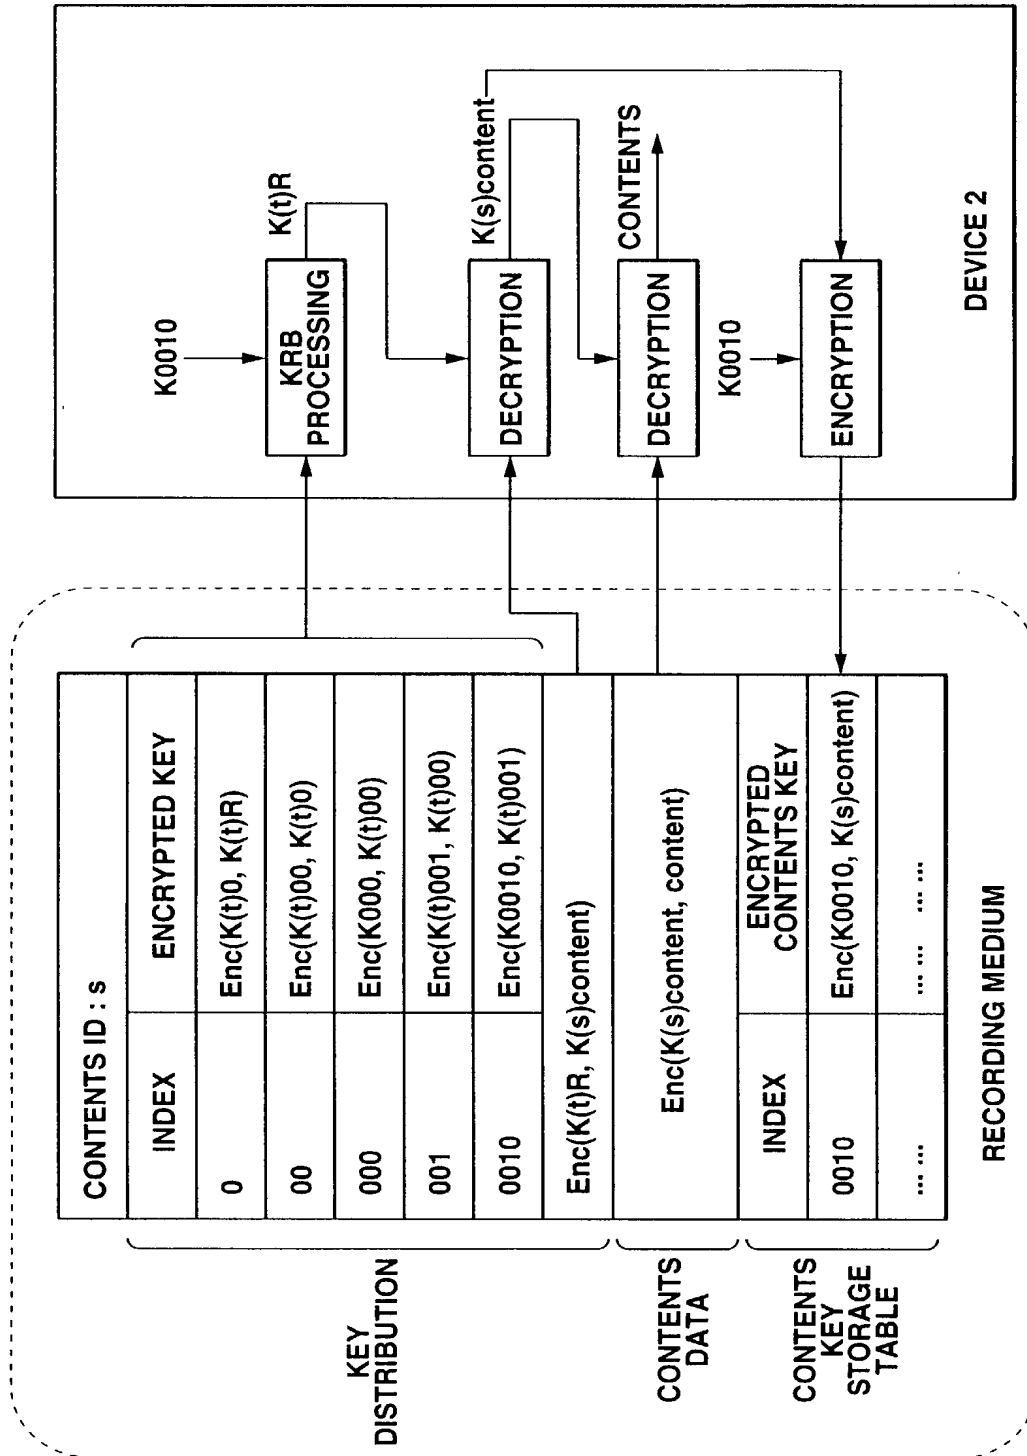 CONTENTS ID : s
INDEX
ENCRYPTED KEY
0
Enc(K(t)0, K(t)R)
00
Enc(K(t)00, K(t)0)
000
Enc(K000, K(t)00)
001
Enc(K(t)001, K(t)00)
0010
Enc(K0010, K(t)001)
Enc(K(t)R, K(s)content)
Enc(K(s)content, content)
INDEX
ENCRYPTED
CONTENTS KEY
0010
Enc(K0010, K(s)content)
... ...
... ... ... ...
KEY
DISTRIBUTION
CONTENTS
DATA
CONTENTS
KEY
STORAGE
TABLE
RECORDING MEDIUM
K0010
KRB
PROCESSING
K(t)R
DECRYPTION
K(s)content
DECRYPTION
CONTENTS
K0010
ENCRYPTION
DEVICE 2